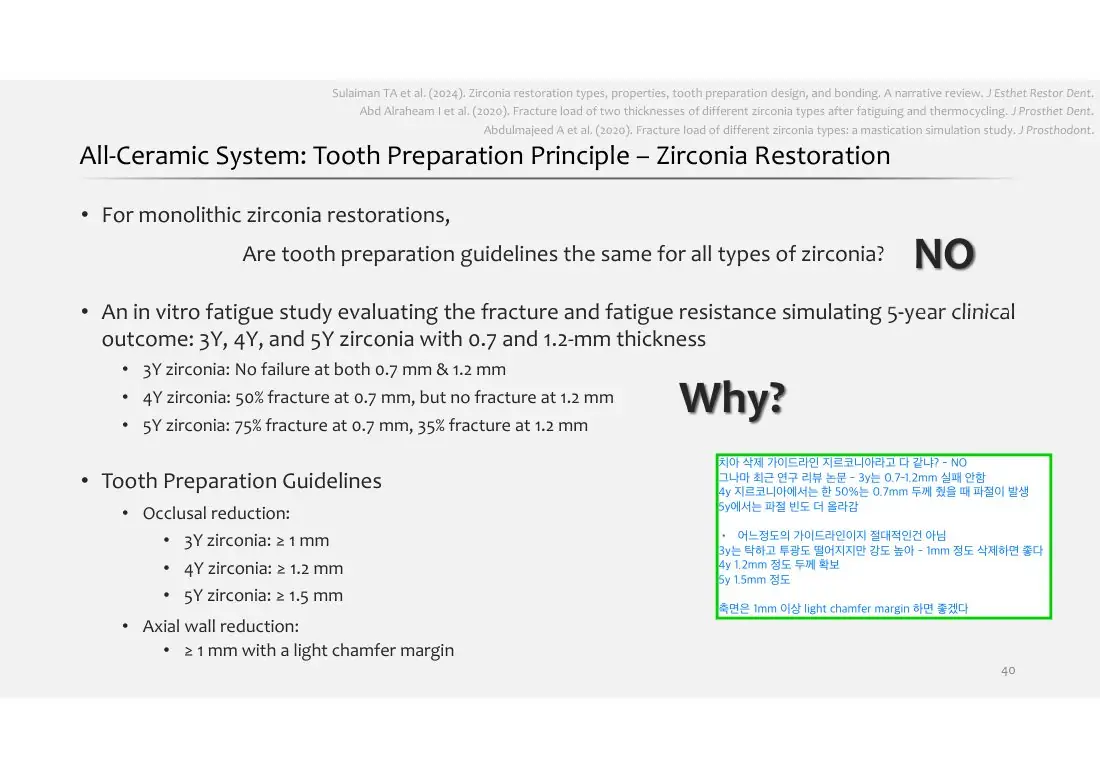 Sulaiman TA et al. (2024). Zirconia restoration types, properties, tooth preparation design, and bonding. A narrative review. J Esthet Restor Dent.
Abd Alraheam I et al. (2020). Fracture load of two thicknesses of different zirconia types after fatiguing and thermocycling. J Prosthet Dent.
Abdulmajeed A et al. (2020). Fracture load of different zirconia types: a mastication simulation study. J Prosthodont.
All-Ceramic System: Tooth Preparation Principle – Zirconia Restoration
• For monolithic zirconia restorations,
Are tooth preparation guidelines the same for all types of zirconia? NO
• An in vitro fatigue study evaluating the fracture and fatigue resistance simulating 5-year clinical
outcome: 3Y, 4Y, and 5Y zirconia with 0.7 and 1.2-mm thickness
• 3Y zirconia: No failure at both 0.7 mm & 1.2 mm
• 4Y zirconia: 50% fracture at 0.7 mm, but no fracture at 1.2 mm
• 5Y zirconia: 75% fracture at 0.7 mm, 35% fracture at 1.2 mm
Why?
• Tooth Preparation Guidelines
• Occlusal reduction:
• 3Y zirconia: ≥ 1 mm
• 4Y zirconia: ≥ 1.2 mm
• 5Y zirconia: ≥ 1.5 mm
• Axial wall reduction:
• ≥ 1 mm with a light chamfer margin
치아 삭제 가이드라인 지르코니아라고 다 같냐? - NO
그나마 최근 연구 리뷰 논문 - 3y는 0.7-1.2mm 실패 안함
4y 지르코니아에서는 한 50%는 0.7mm 두께 줬을 때 파절이 발생
5y에서는 파절 빈도 더 올라감
• 어느정도의 가이드라인이지 절대적인건 아님
3y는 탁하고 투광도 떨어지지만 강도 높아 - 1mm 정도 삭제하면 좋다
4y 1.2mm 정도 두께 확보
5y 1.5mm 정도
축면은 1mm 이상 light chamfer margin 하면 좋겠다
40